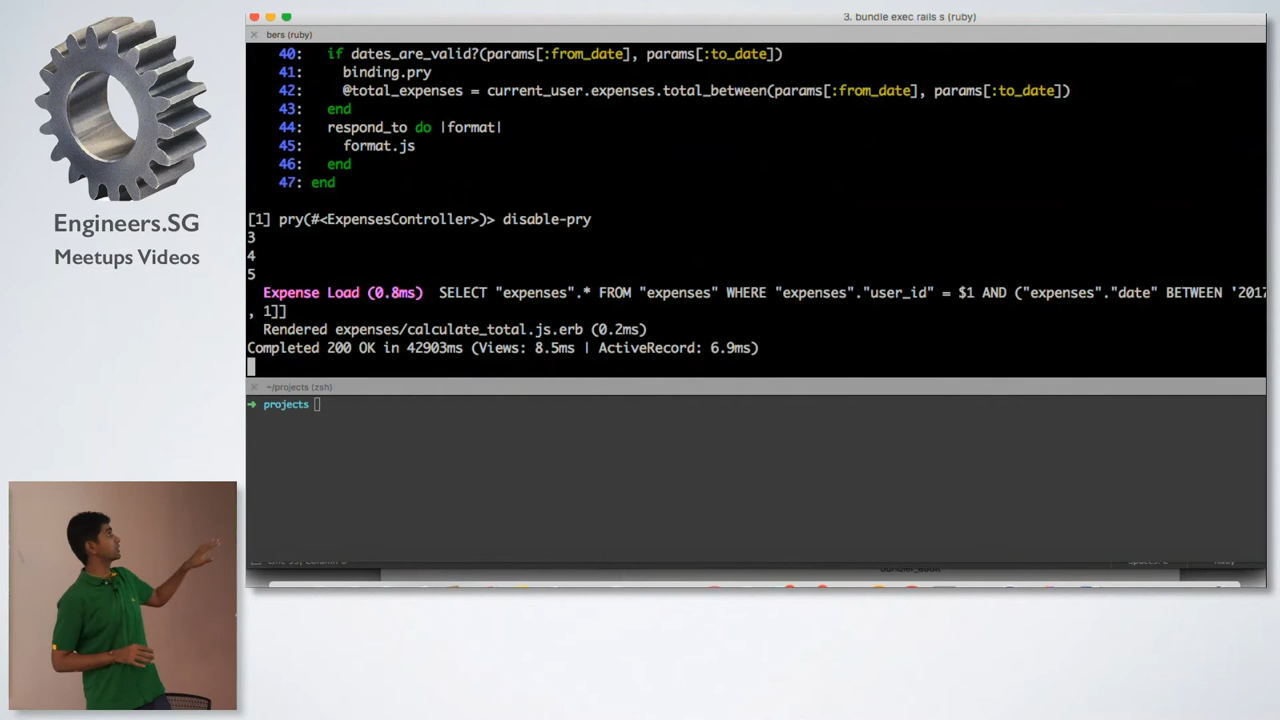 Engineers.SG
Meetups Videos
3. bundle exec rails s (ruby)
bers (ruby)
40: if dates_are_valid?(params[:from_date], params[:to_date])
41: binding.pry
42: @total_expenses = current_user.expenses.total_between(params[:from_date], params[:to_date])
43: end
44: respond_to do |format|
45: format.js
46: end
47: end
[1] pry(#<ExpensesController>)> disable-pry
3
4
5
Expense Load (0.8ms) SELECT "expenses".* FROM "expenses" WHERE "expenses"."user_id" = $1 AND ("expenses"."date" BETWEEN '2017
, 1]]
Rendered expenses/calculate_total.js.erb (0.2ms)
Completed 200 OK in 42903ms (Views: 8.5ms | ActiveRecord: 6.9ms)
~/projects (zsh)
→ projects